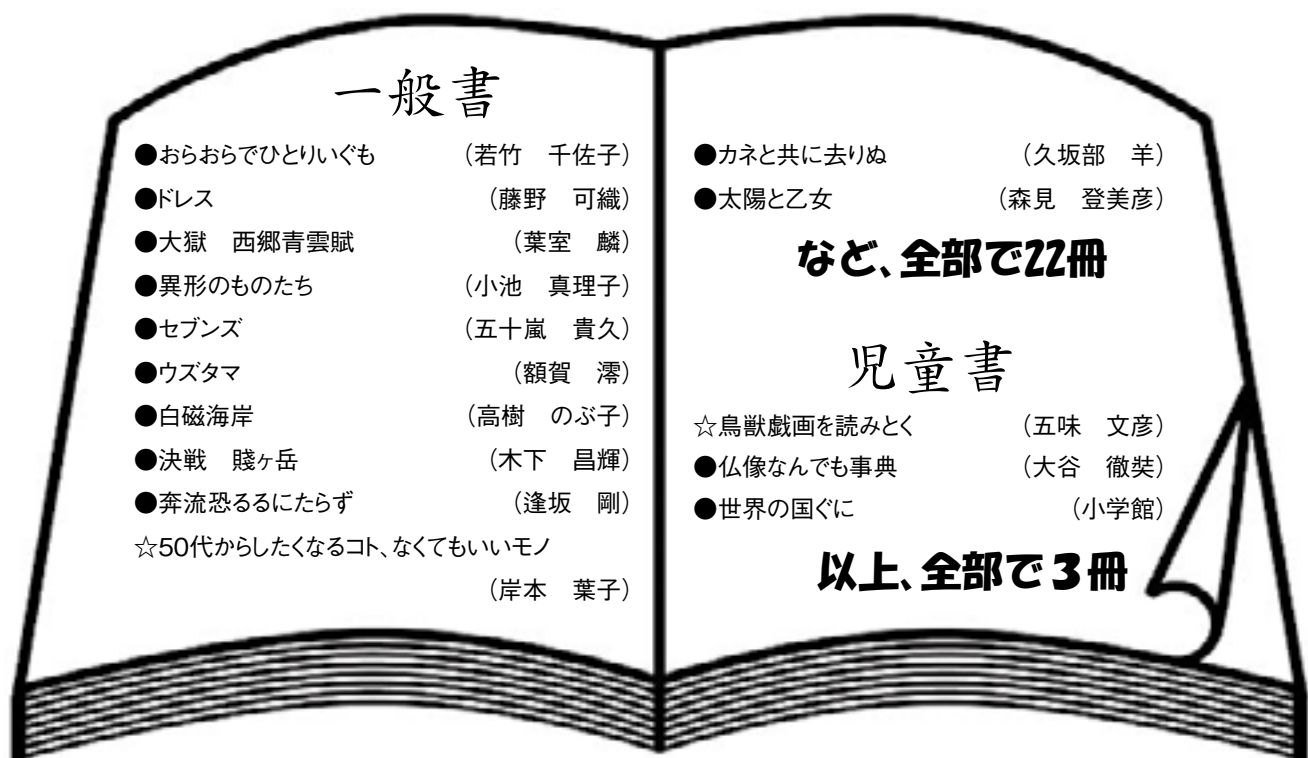 一般書
●おらおらでひとりいぐも　（若竹　千佐子）
●ドレス　（藤野　可織）
●大獄　西郷青雲賦　（葉室　麟）
●異形のものたち　（小池　真理子）
●セブンズ　（五十嵐　貴久）
●ウズタマ　（額賀　澪）
●白磁海岸　（高樹　のぶ子）
●決戦　賤ヶ岳　（木下　昌輝）
●奔流恐るるにたらず　（逢坂　剛）
☆50代からしたくなるコト、なくてもいいモノ
（岸本　葉子）
●カネと共に去りぬ　（久坂部　羊）
●太陽と乙女　（森見　登美彦）
など、全部で22冊
児童書
☆鳥獣戯画を読みとく　（五味　文彦）
●仏像なんでも事典　（大谷　徹奘）
●世界の国ぐに　（小学館）
以上、全部で３冊